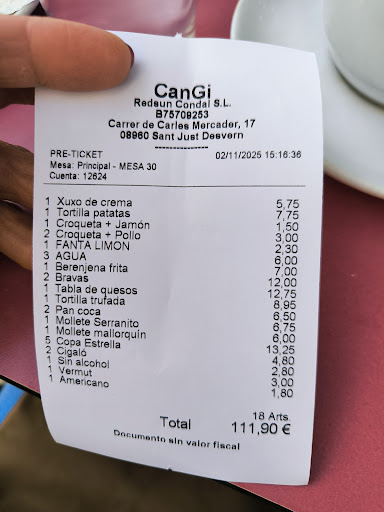 CanGi
Redsun Condal S.L.
B75709253
Carrer de Carles Mercader, 17
08960 Sant Just Desvern
---------------
PRE-TICKET 02/11/2025 15:16:36
Mesa: Principal - MESA 30
Cuenta: 12624
1 Xuxo de crema 5,75
1 Tortilla patatas 7,75
1 Croqueta + Jamón 1,50
2 Croqueta + Pollo 3,00
1 FANTA LIMON 2,30
3 AGUA 6,00
1 Berenjena frita 7,00
2 Bravas 12,00
1 Tabla de quesos 12,75
1 Tortilla trufada 8,95
2 Pan coca 6,50
1 Mollete Serranito 6,75
1 Mollete mallorquín 6,00
5 Copa Estrella 13,25
2 Cigaló 4,80
1 Sin alcohol 2,80
1 Vermut 3,00
1 Americano 1,80
18 Arts.
Total 111,90 €
Documento sin valor fiscal